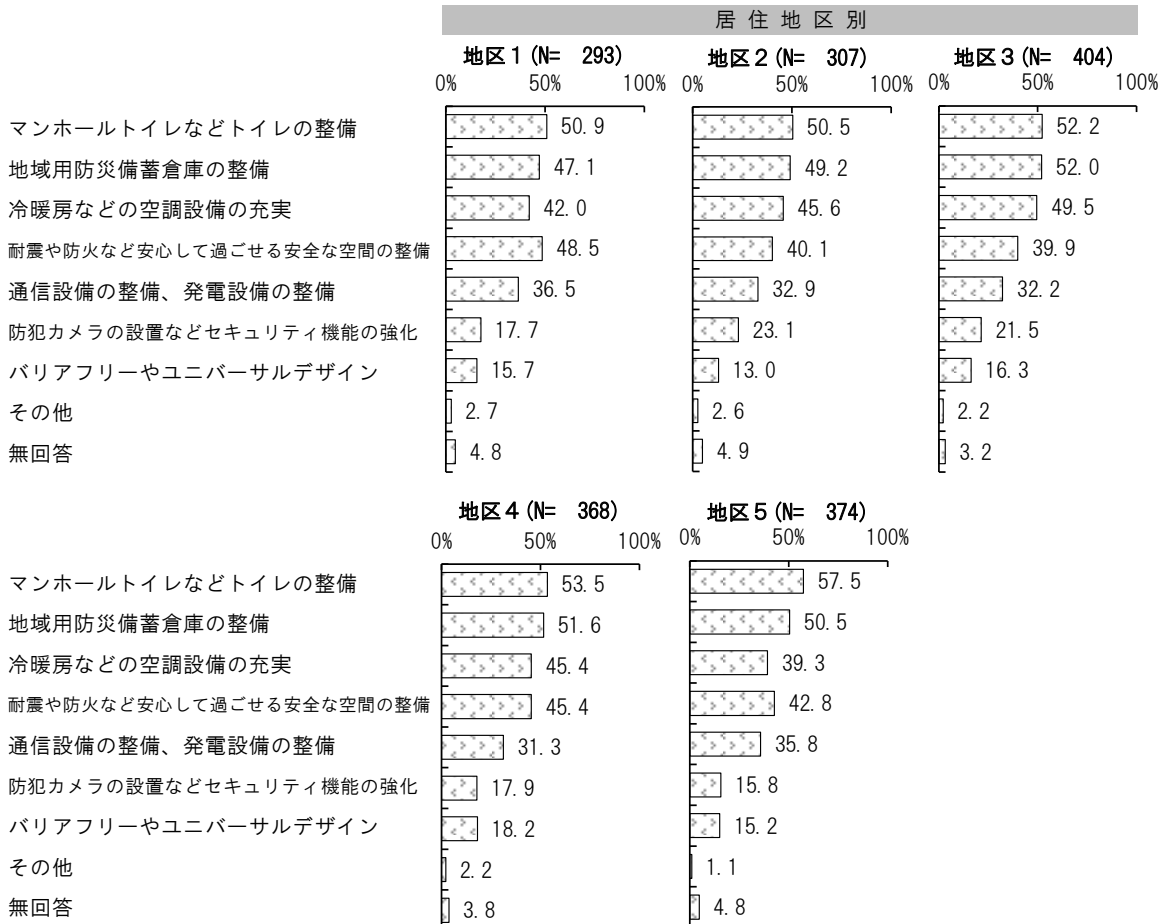 居住地区別
地区1(N= 293) 地区2(N= 307) 地区3(N= 404)
0% 50% 100% 0% 50% 100% 0% 50% 100%
マンホールトイレなどトイレの整備 50.9 50.5 52.2
地域用防災備蓄倉庫の整備 47.1 49.2 52.0
冷暖房などの空調設備の充実 42.0 45.6 49.5
耐震や防火など安心して過ごせる安全な空間の整備 48.5 40.1 39.9
通信設備の整備、発電設備の整備 36.5 32.9 32.2
防犯カメラの設置などセキュリティ機能の強化 17.7 23.1 21.5
バリアフリーやユニバーサルデザイン 15.7 13.0 16.3
その他 2.7 2.6 2.2
無回答 4.8 4.9 3.2
地区4(N= 368) 地区5(N= 374)
0% 50% 100% 0% 50% 100%
マンホールトイレなどトイレの整備 53.5 57.5
地域用防災備蓄倉庫の整備 51.6 50.5
冷暖房などの空調設備の充実 45.4 39.3
耐震や防火など安心して過ごせる安全な空間の整備 45.4 42.8
通信設備の整備、発電設備の整備 31.3 35.8
防犯カメラの設置などセキュリティ機能の強化 17.9 15.8
バリアフリーやユニバーサルデザイン 18.2 15.2
その他 2.2 1.1
無回答 3.8 4.8